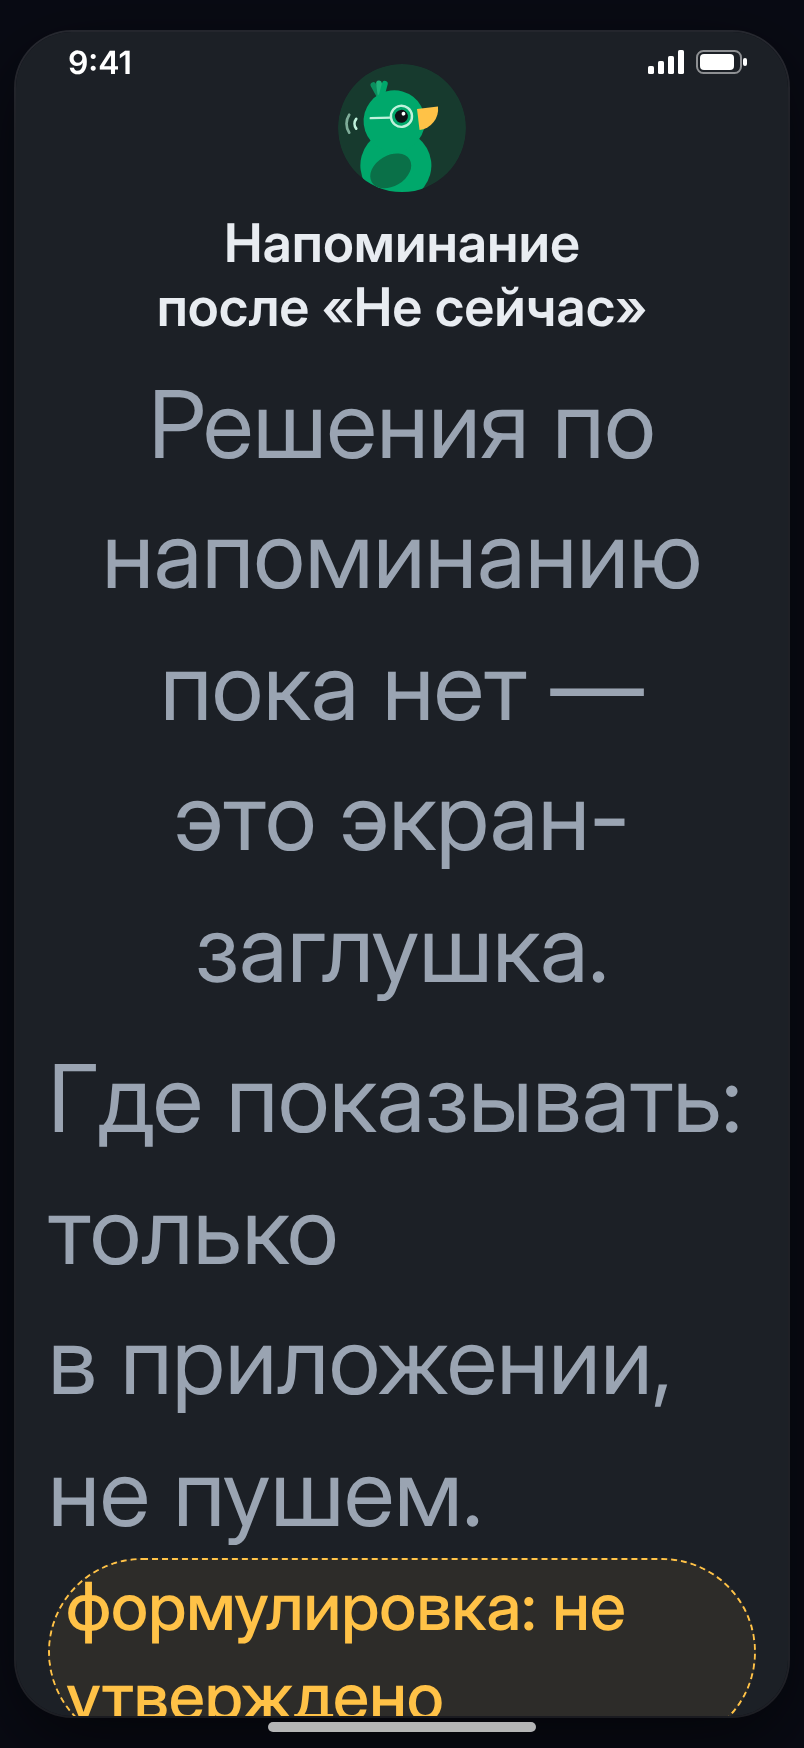 9:41
Напоминание
после «Не сейчас»
Решения по
напоминанию
пока нет —
это экран-
заглушка.
Где показывать:
только
в приложении,
не пушем.
формулировка: не
утверждено